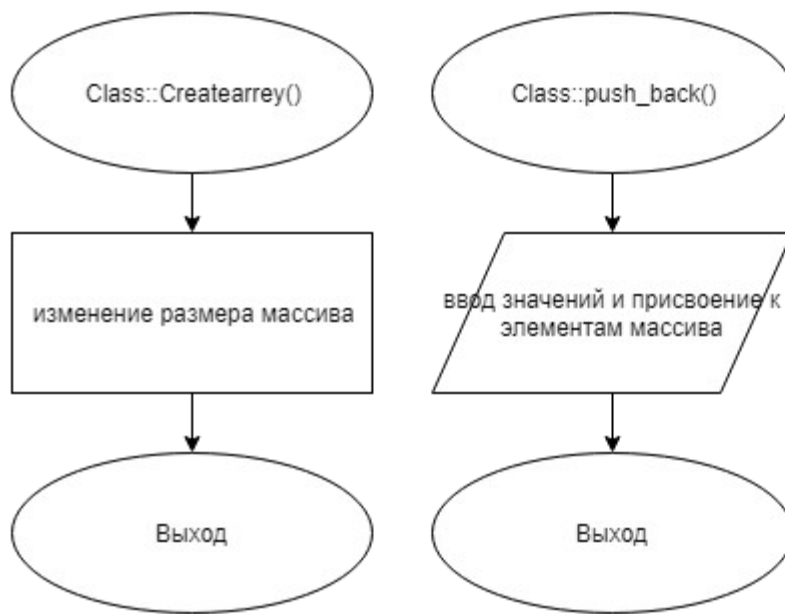 Class::Createarrey()
Class::push_back()
изменение размера массива
ввод значений и присвоение к
элементам массива
Выход
Выход